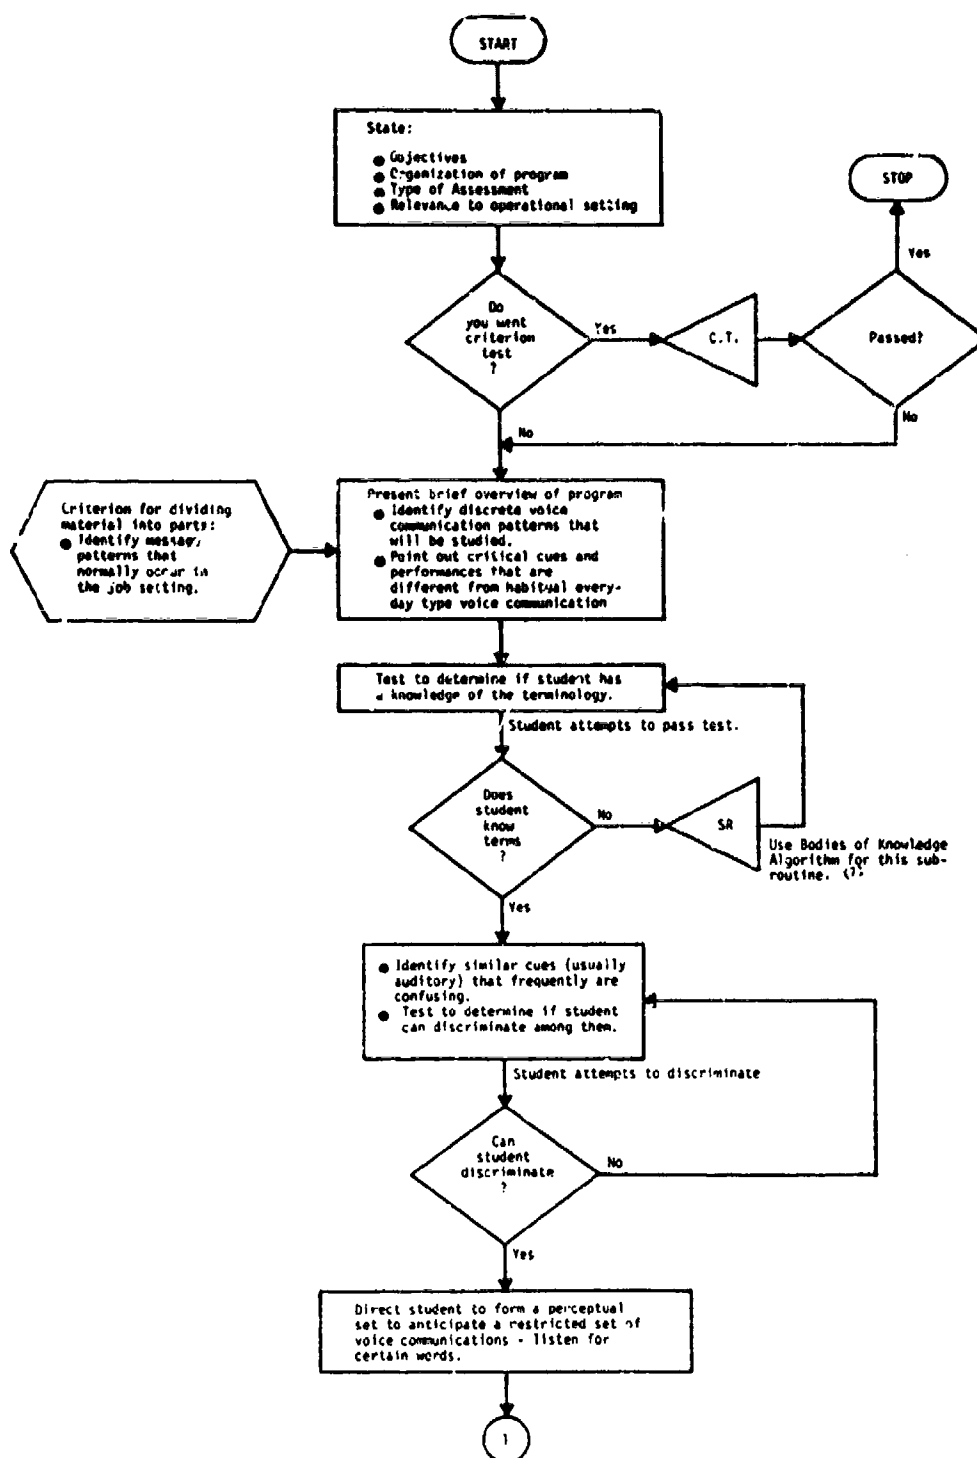 START
State:
● Gojectives
● Organization of program
● Type of Assessment
● Relevance to operational setting
STOP
Yes
Do
you went
criterion
test
?
Yes
C.T.
Passed?
No
No
Criterion for dividing
material into parts:
● Identify message
patterns that
normally occur in
the job setting.
Present brief overview of program
● Identify discrete voice
communication patterns that
will be studied.
● Point out critical cues and
performances that are
different from habitual every-
day type voice communication
Test to determine if student has
a knowledge of the terminology.
Student attempts to pass test.
Does
student
know
terms
?
No
SR
Use Bodies of Knowledge
Algorithm for this sub-
routine.
Yes
● Identify similar cues (usually
auditory) that frequently are
confusing.
● Test to determine if student
can discriminate among them.
Student attempts to discriminate
Can
student
discriminate
?
No
Yes
Direct student to form a perceptual
set to anticipate a restricted set of
voice communications - listen for
certain words.
1